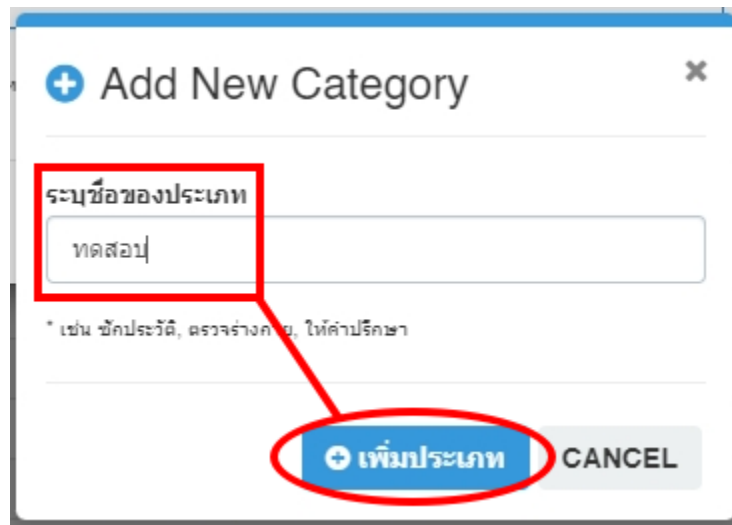 Add New Category
ระบุชื่อของประเภท
ทดสอบ
* เช่น ซักประวัติ, ตรวจร่างกาย, ให้คำปรึกษา
เพิ่มประเภท CANCEL